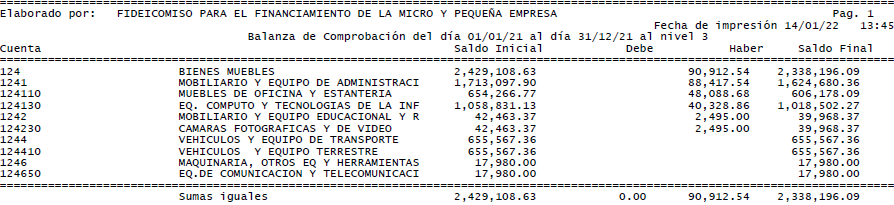 Elaborado por: FIDEICOMISO PARA EL FINANCIAMIENTO DE LA MICRO Y PEQUEÑA EMPRESA Pag. 1
Fecha de impresión 14/01/22 13:45
Balanza de Comprobación del día 01/01/21 al día 31/12/21 al nivel 3
Cuenta Saldo Inicial Debe Haber Saldo Final
124 BIENES MUEBLES 2,429,108.63 90,912.54 2,338,196.09
1241 MOBILIARIO Y EQUIPO DE ADMINISTRACI 1,713,097.90 88,417.54 1,624,680.36
124110 MUEBLES DE OFICINA Y ESTANTERIA 654,266.77 48,088.68 606,178.09
124130 EQ. COMPUTO Y TECNOLOGIAS DE LA INF 1,058,831.13 40,328.86 1,018,502.27
1242 MOBILIARIO Y EQUIPO EDUCACIONAL Y R 42,463.37 2,495.00 39,968.37
124230 CAMARAS FOTOGRAFICAS Y DE VIDEO 42,463.37 2,495.00 39,968.37
1244 VEHICULOS Y EQUIPO DE TRANSPORTE 655,567.36 655,567.36
124410 VEHICULOS Y EQUIPO TERRESTRE 655,567.36 655,567.36
1246 MAQUINARIA, OTROS EQ Y HERRAMIENTAS 17,980.00 17,980.00
124650 EQ.DE COMUNICACION Y TELECOMUNICACI 17,980.00 17,980.00
Sumas iguales 2,429,108.63 0.00 90,912.54 2,338,196.09